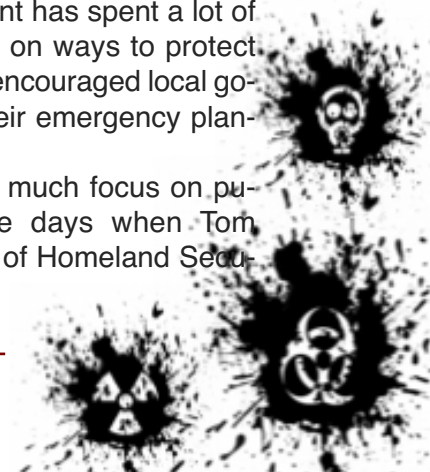 nt has spent a lot of
on ways to protect
encouraged local go-
eir emergency plan-
much focus on pu-
e days when Tom
of Homeland Secu-